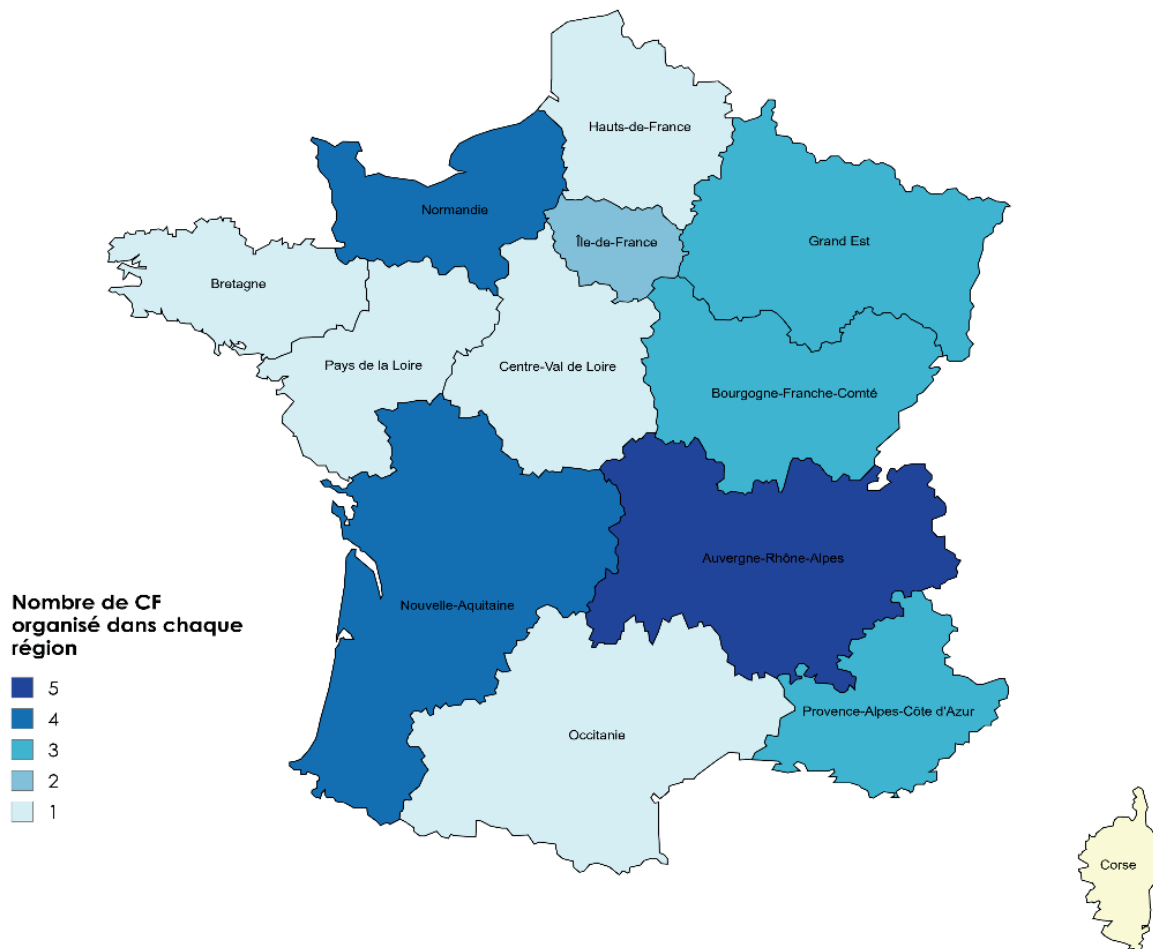 Hauts-de-France
Normandie
Île-de-France
Grand Est
Bretagne
Pays de la Loire
Centre-Val de Loire
Bourgogne-Franche-Comté
Auvergne-Rhône-Alpes
Nouvelle-Aquitaine
Provence-Alpes-Côte d'Azur
Occitanie
Corse
Nombre de CF
organisé dans chaque
région
5
4
3
2
1